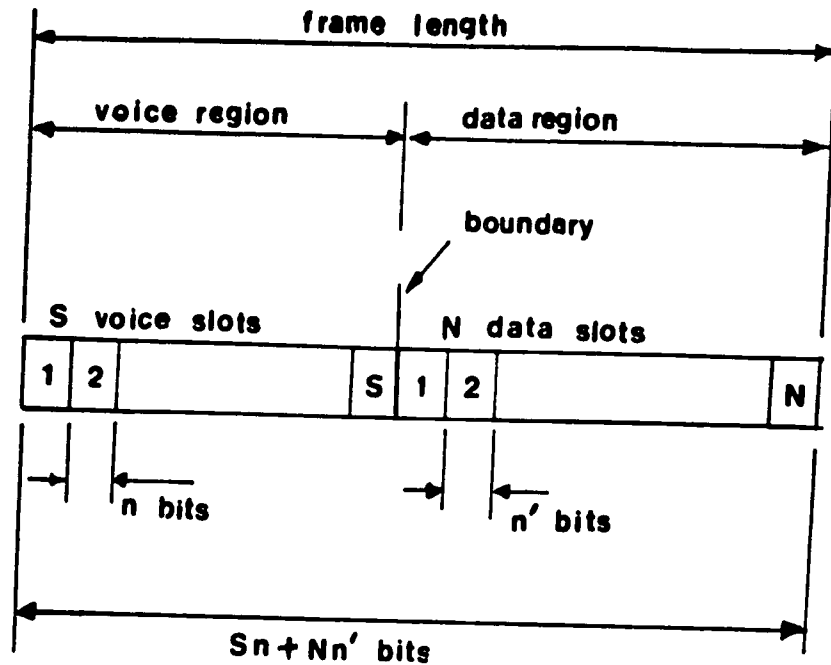 frame length
voice region data region
boundary
S voice slots N data slots
1 2 S 1 2 N
n bits n′ bits
Sn+Nn′ bits